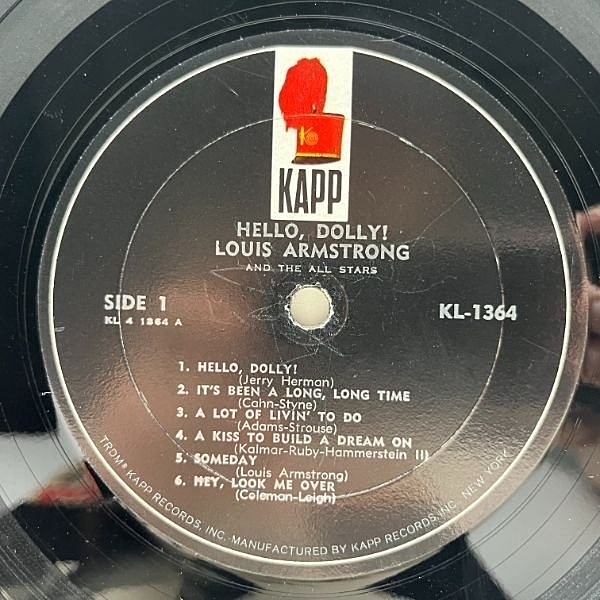 KAPP
HELLO, DOLLY!
LOUIS ARMSTRONG
AND THE ALL STARS
SIDE 1
KL 4 1364 A
KL-1364
1. HELLO, DOLLY!
(Jerry Herman)
2. IT'S BEEN A LONG, LONG TIME
(Cahn-Styne)
3. A LOT OF LIVIN' TO DO
(Adams-Strouse)
4. A KISS TO BUILD A DREAM ON
(Kalmar-Ruby-Hammerstein II)
5. SOMEDAY
(Louis Armstrong)
6. HEY, LOOK ME OVER
(Coleman-Leigh)
TRDM® KAPP RECORDS, INC. MANUFACTURED BY KAPP RECORDS, INC. NEW YORK